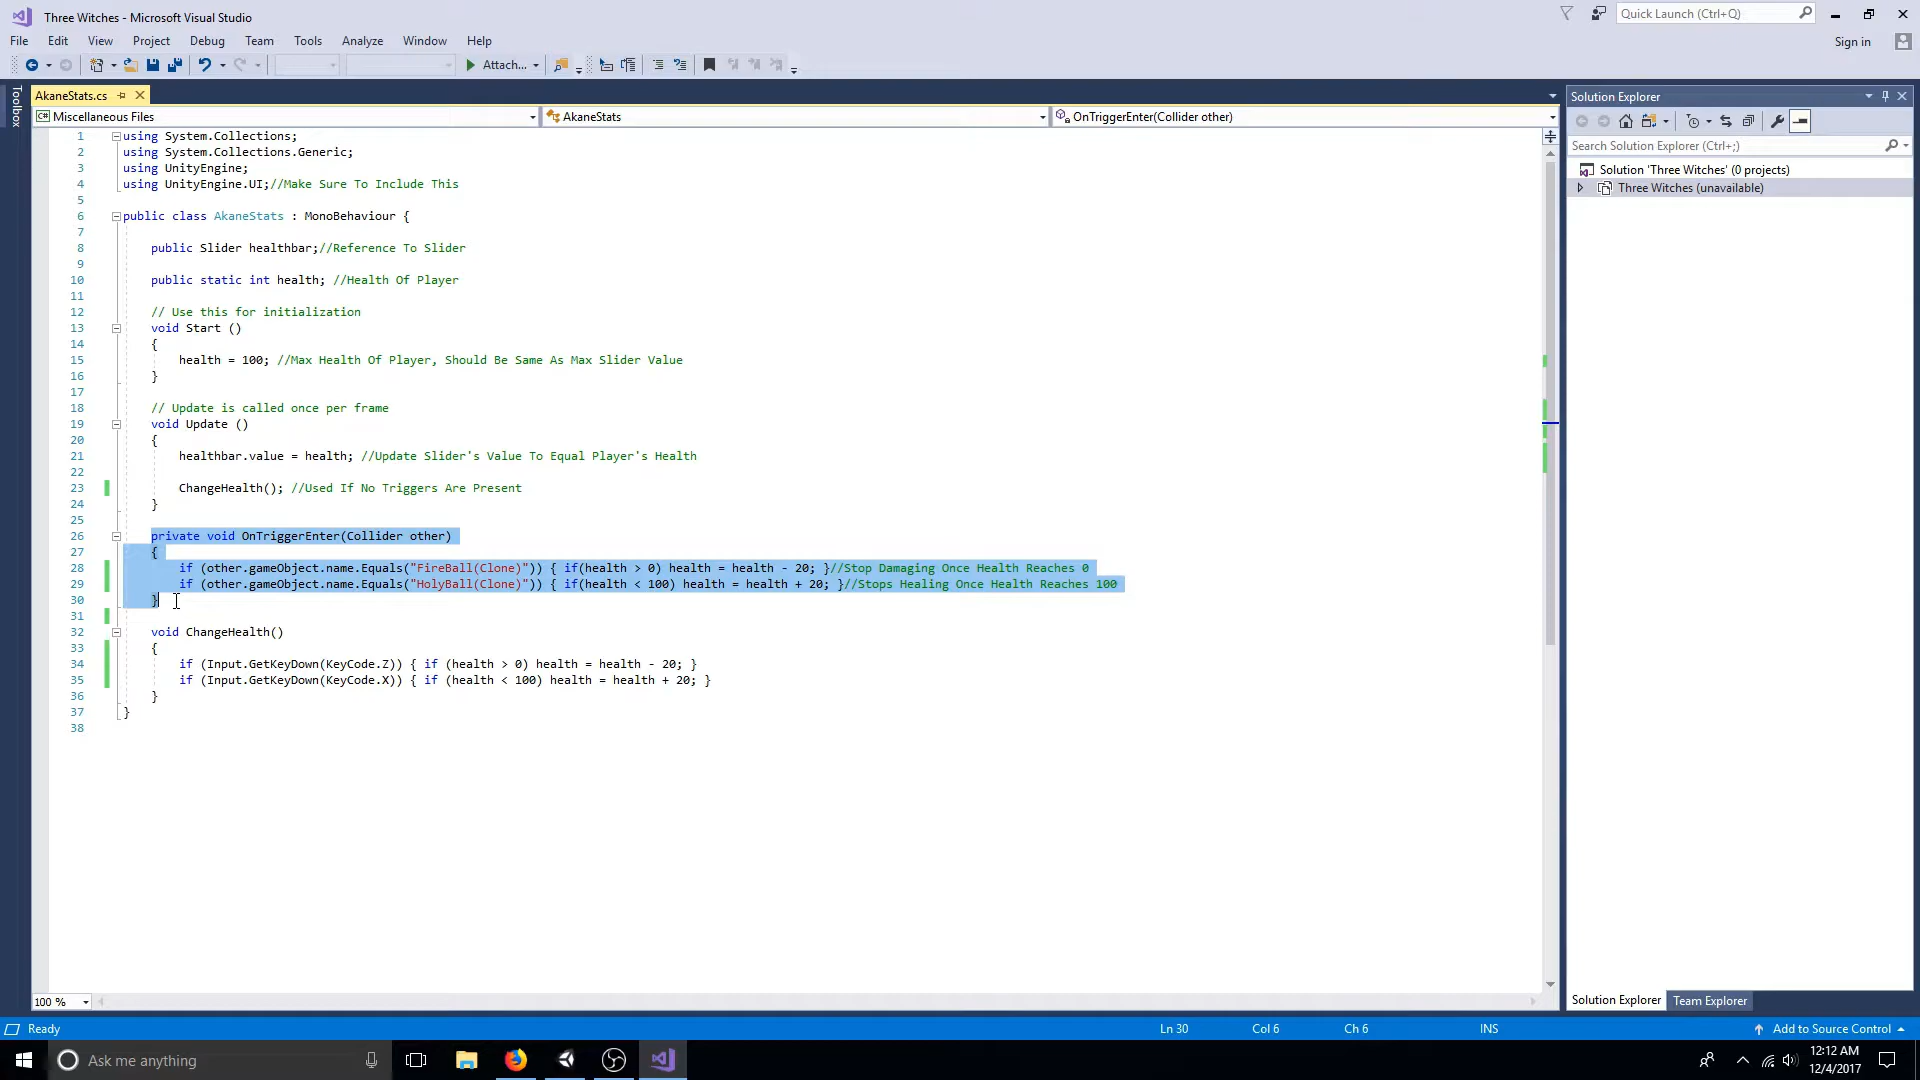 Three Witches - Microsoft Visual Studio
Quick Launch (Ctrl+Q)
File Edit View Project Debug Team Tools Analyze Window Help
Sign in
Attach...
Toolbox
AkaneStats.cs
Solution Explorer
Miscellaneous Files
AkaneStats
OnTriggerEnter(Collider other)
Search Solution Explorer (Ctrl+;)
Solution 'Three Witches' (0 projects)
Three Witches (unavailable)
1 using System.Collections;
2 using System.Collections.Generic;
3 using UnityEngine;
4 using UnityEngine.UI;//Make Sure To Include This
5
6 public class AkaneStats : MonoBehaviour {
7
8 public Slider healthbar;//Reference To Slider
9
10 public static int health; //Health Of Player
11
12 // Use this for initialization
13 void Start ()
14 {
15 health = 100; //Max Health Of Player, Should Be Same As Max Slider Value
16 }
17
18 // Update is called once per frame
19 void Update ()
20 {
21 healthbar.value = health; //Update Slider's Value To Equal Player's Health
22
23 ChangeHealth(); //Used If No Triggers Are Present
24 }
25
26 private void OnTriggerEnter(Collider other)
27 {
28 if (other.gameObject.name.Equals("FireBall(Clone)")) { if(health > 0) health = health - 20; }//Stop Damaging Once Health Reaches 0
29 if (other.gameObject.name.Equals("HolyBall(Clone)")) { if(health < 100) health = health + 20; }//Stops Healing Once Health Reaches 100
30 }
31
32 void ChangeHealth()
33 {
34 if (Input.GetKeyDown(KeyCode.Z)) { if (health > 0) health = health - 20; }
35 if (Input.GetKeyDown(KeyCode.X)) { if (health < 100) health = health + 20; }
36 }
37 }
38
100 %
Solution Explorer Team Explorer
Ready
Ln 30 Col 6 Ch 6 INS
Add to Source Control
Ask me anything
12:12 AM
12/4/2017